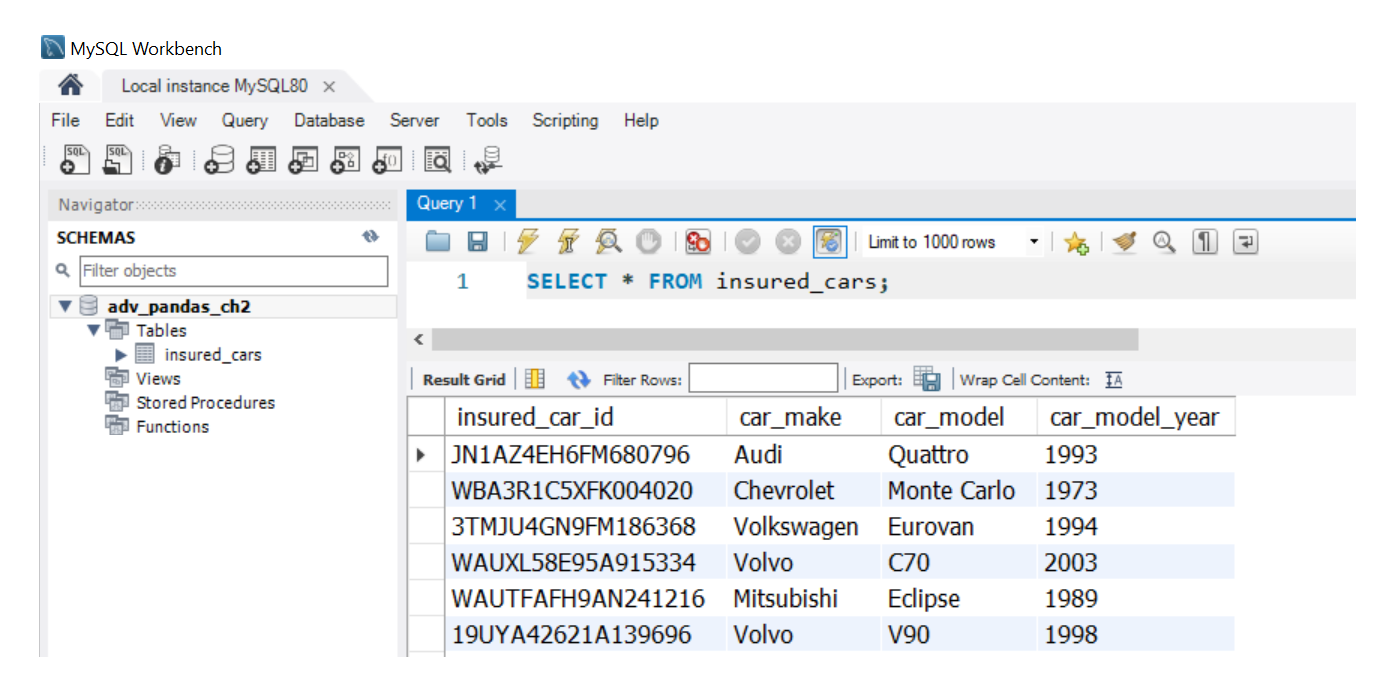 MySQL Workbench
Local instance MySQL80
File Edit View Query Database Server Tools Scripting Help
SQL SQL
Navigator
SCHEMAS
Filter objects
adv_pandas_ch2
Tables
insured_cars
Views
Stored Procedures
Functions
Query 1
Limit to 1000 rows
1 SELECT * FROM insured_cars;
Result Grid Filter Rows: Export: Wrap Cell Content: IA
insured_car_id car_make car_model car_model_year
JN1AZ4EH6FM680796 Audi Quattro 1993
WBA3R1C5XFK004020 Chevrolet Monte Carlo 1973
3TMJU4GN9FM186368 Volkswagen Eurovan 1994
WAUXL58E95A915334 Volvo C70 2003
WAUTFAFH9AN241216 Mitsubishi Eclipse 1989
19UYA42621A139696 Volvo V90 1998